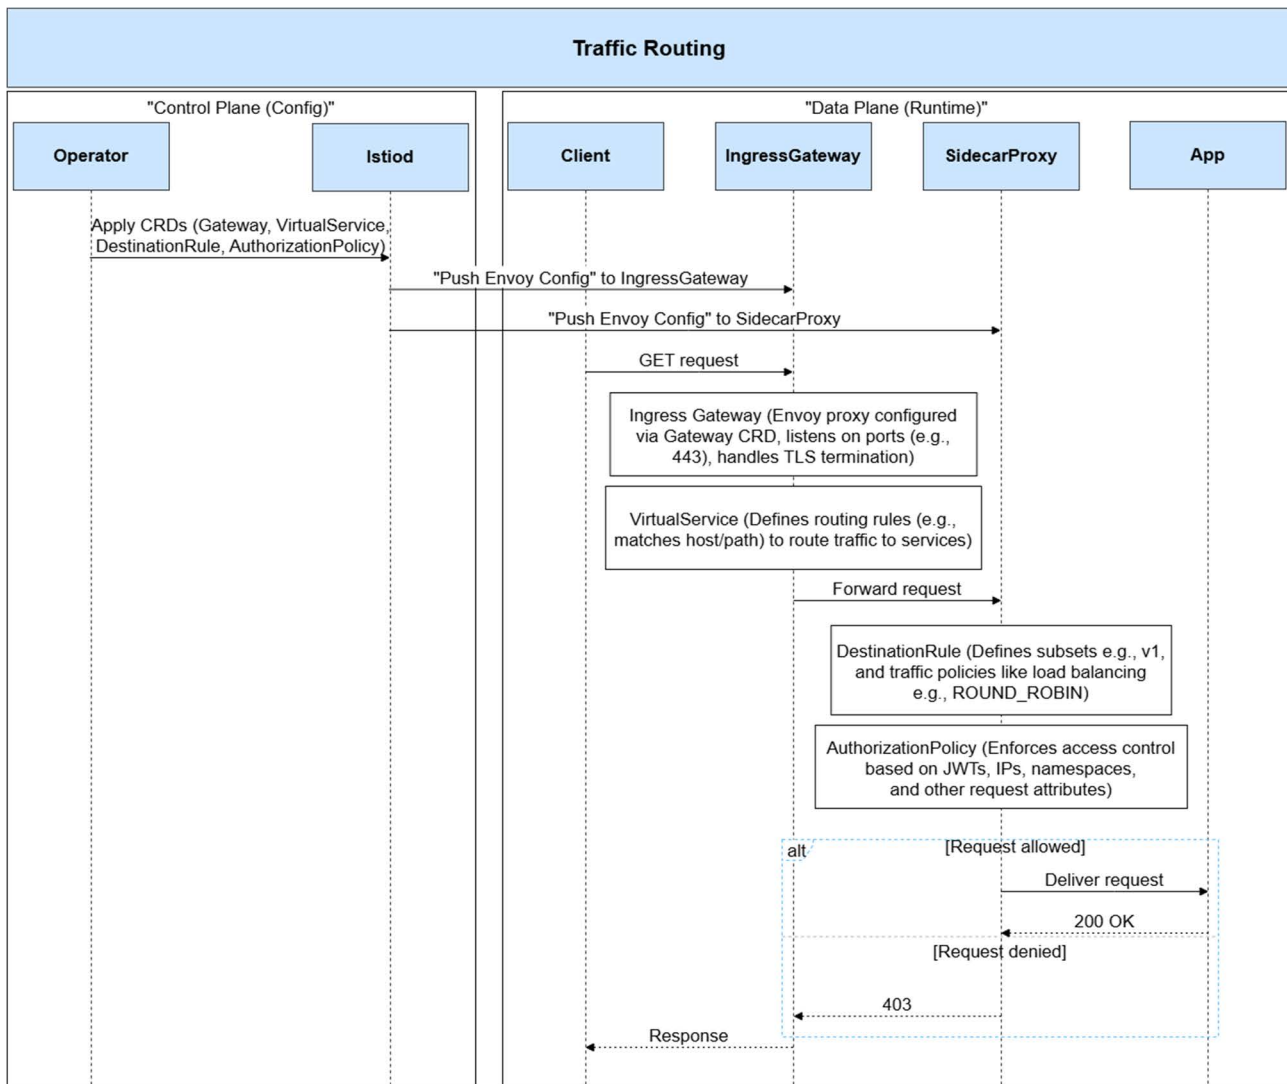 Traffic Routing
"Control Plane (Config)"
"Data Plane (Runtime)"
Operator
Istiod
Client
IngressGateway
SidecarProxy
App
Apply CRDs (Gateway, VirtualService,
DestinationRule, AuthorizationPolicy)
"Push Envoy Config" to IngressGateway
"Push Envoy Config" to SidecarProxy
GET request
Ingress Gateway (Envoy proxy configured
via Gateway CRD, listens on ports (e.g.,
443), handles TLS termination)
VirtualService (Defines routing rules (e.g.,
matches host/path) to route traffic to services)
Forward request
DestinationRule (Defines subsets e.g., v1,
and traffic policies like load balancing
e.g., ROUND_ROBIN)
AuthorizationPolicy (Enforces access control
based on JWTs, IPs, namespaces,
and other request attributes)
alt
[Request allowed]
Deliver request
200 OK
[Request denied]
403
Response